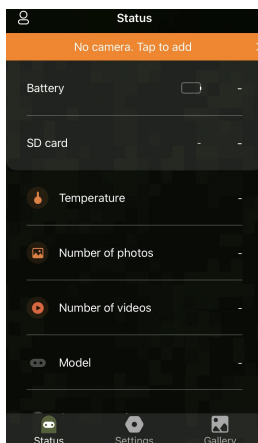 Status
No camera. Tap to add
Battery -
SD card - -
Temperature -
Number of photos -
Number of videos -
Model -
Status Settings Gallery